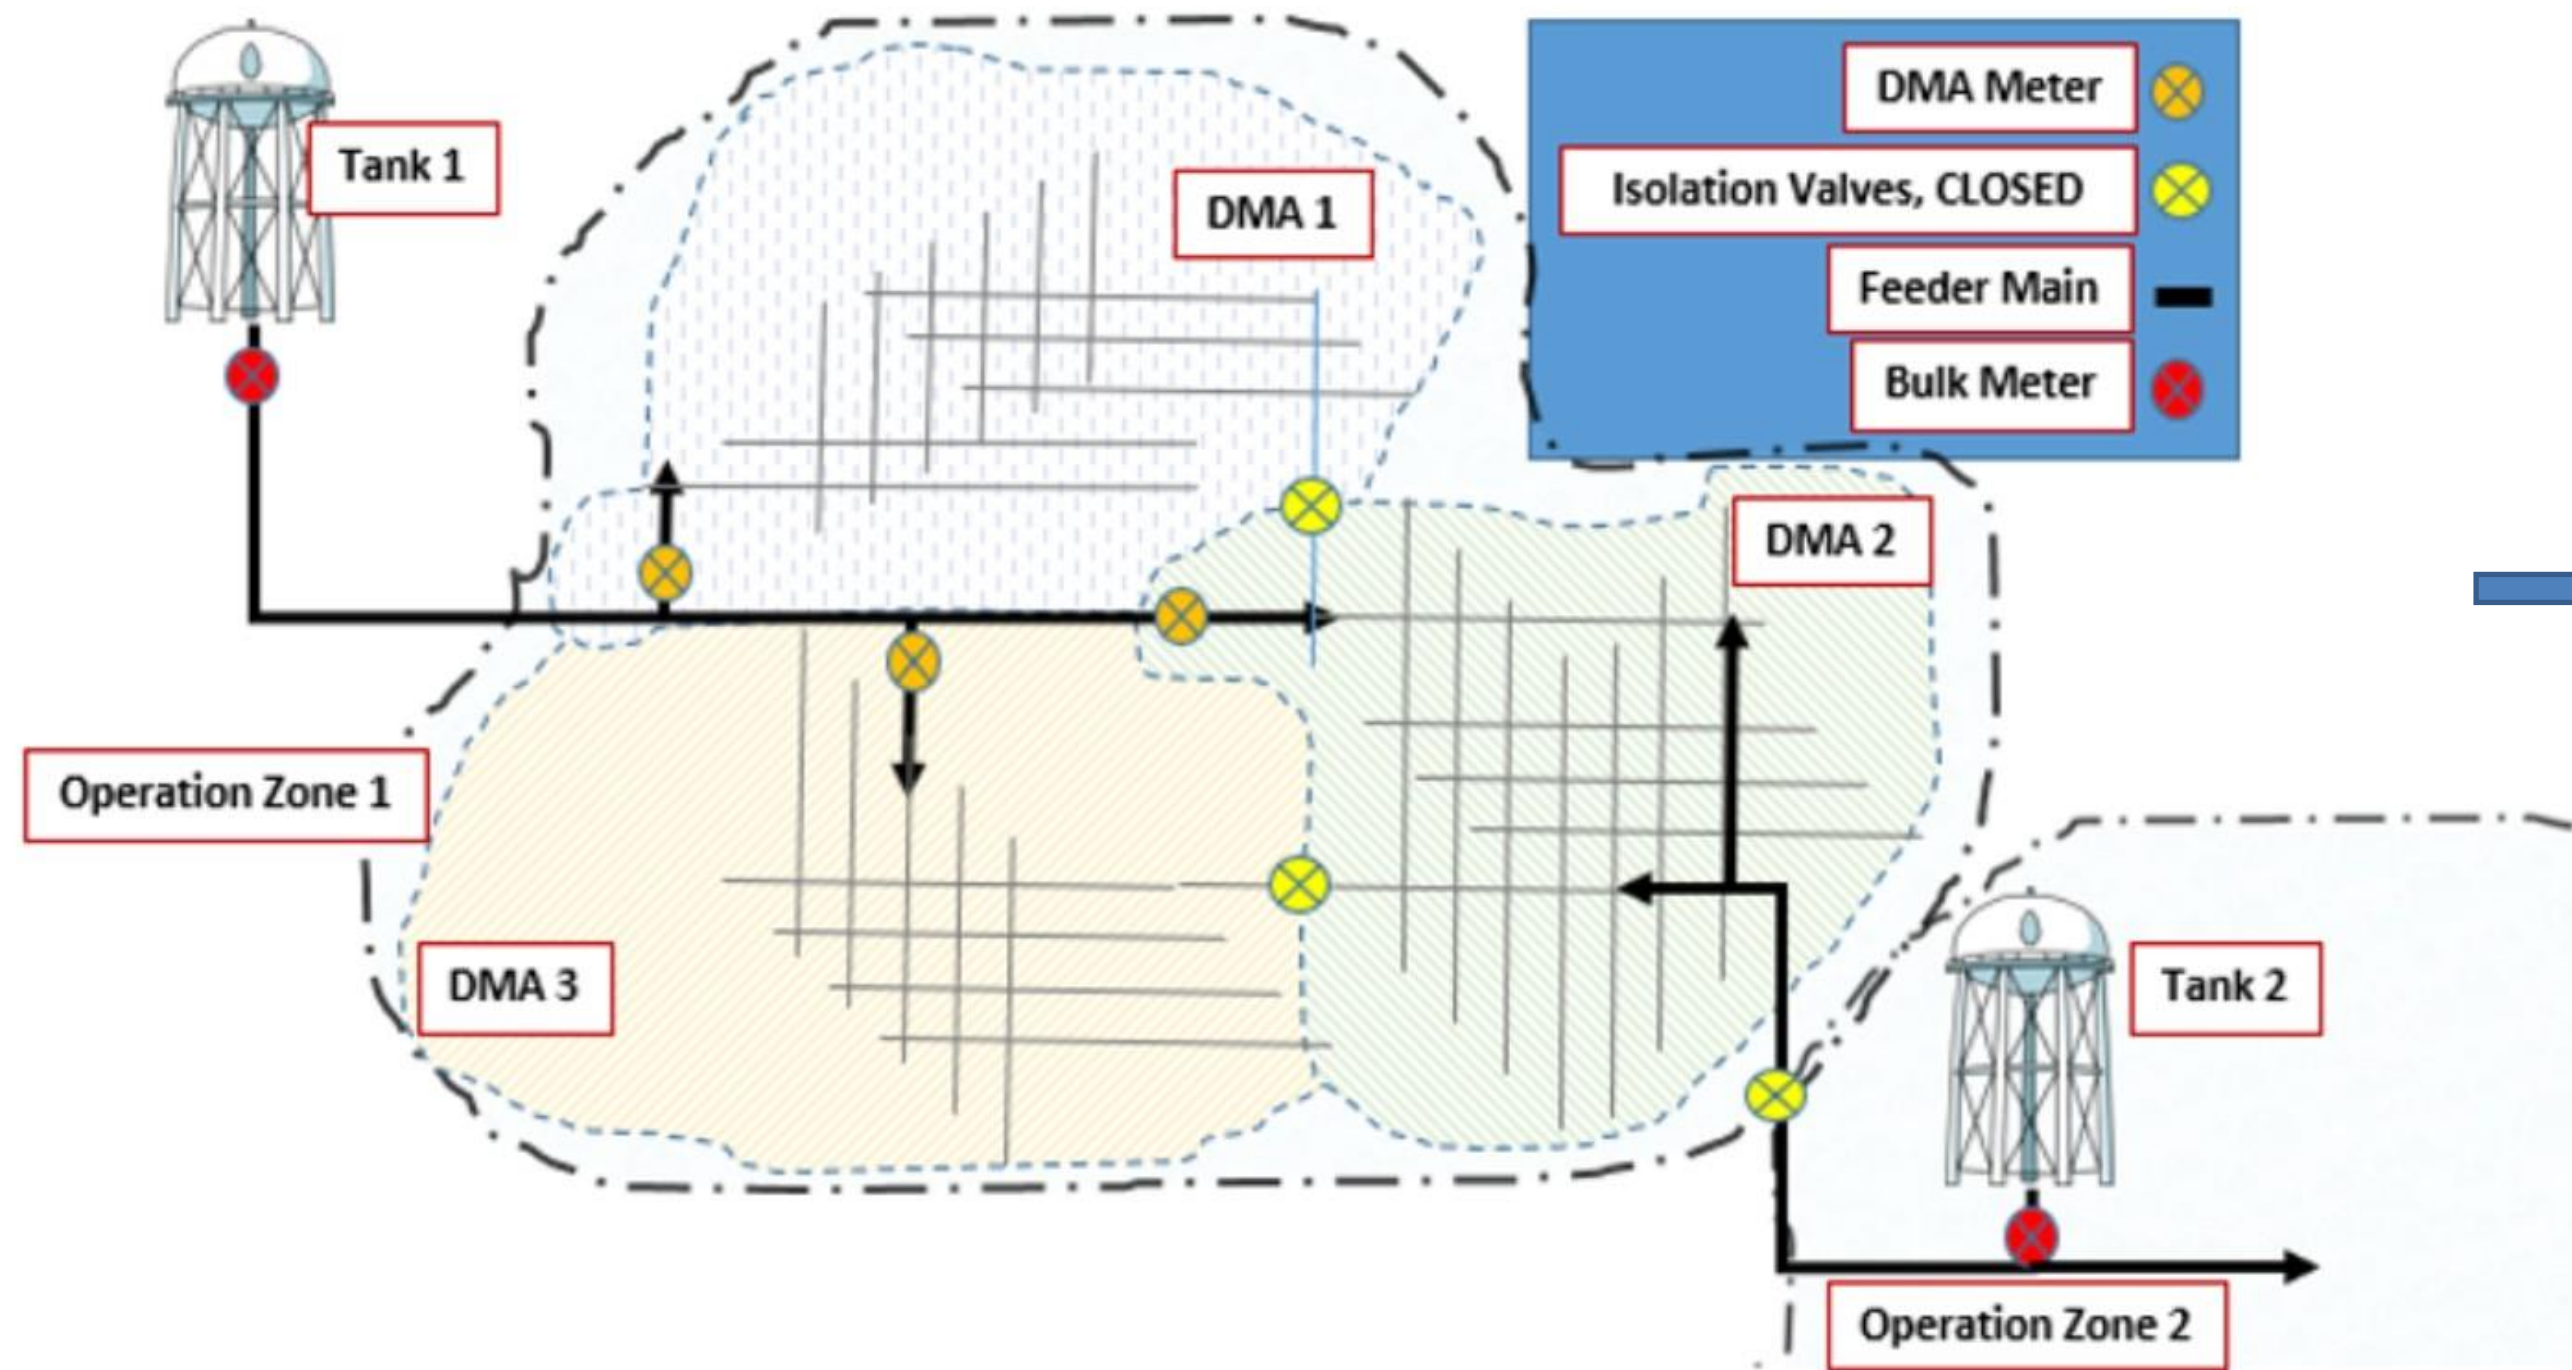 Tank 1
DMA 1
DMA Meter
Isolation Valves, CLOSED
Feeder Main
Bulk Meter
DMA 2
Operation Zone 1
DMA 3
Tank 2
Operation Zone 2